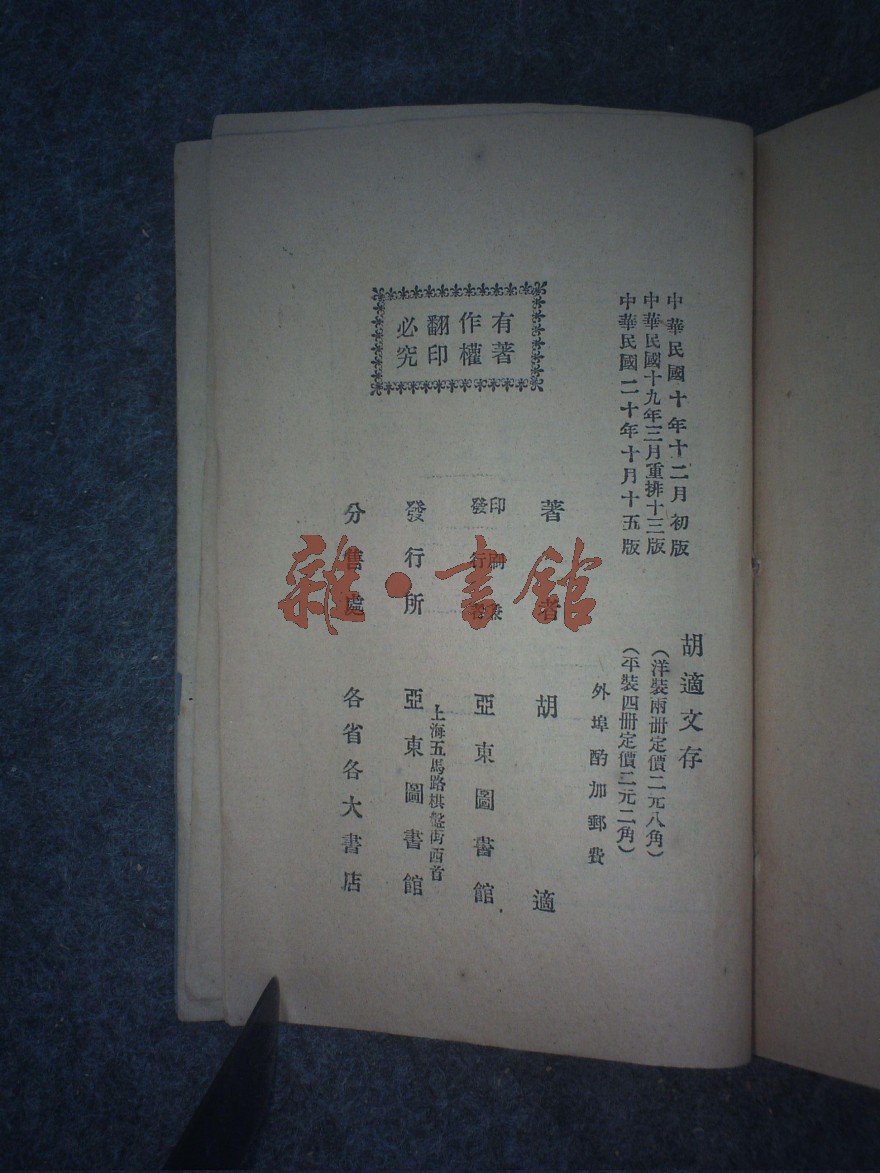 中華民國十年十二月初版
中華民國十九年三月重排十三版
中華民國二十年十月十五版
胡適文存
(洋裝兩冊定價二元八角)
(平裝四冊定價二元二角)
外埠酌加郵費
有著
作權
翻印
必究
著者 胡適
印刷兼
發行者 亞東圖書館
上海五馬路棋盤街西首
發行所 亞東圖書館
分售處 各省各大書店
雜·書館